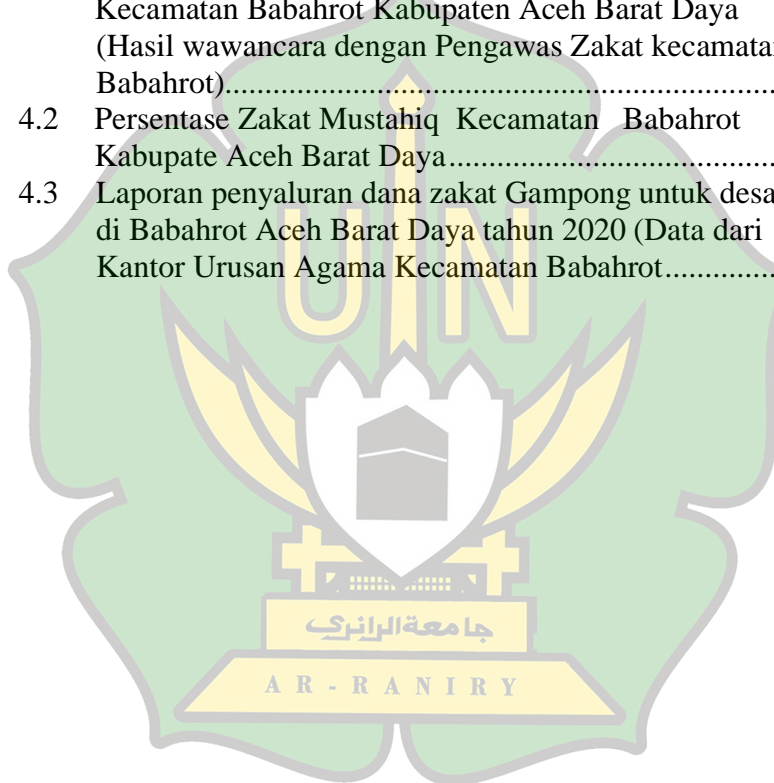 Kecamatan Babahrot Kabupaten Aceh Barat Daya
(Hasil wawancara dengan Pengawas Zakat kecamatan
Babahrot)..............................................................................
4.2 Persentase Zakat Mustahiq Kecamatan Babahrot
Kabupate Aceh Barat Daya.............................................
4.3 Laporan penyaluran dana zakat Gampong untuk desa
di Babahrot Aceh Barat Daya tahun 2020 (Data dari
Kantor Urusan Agama Kecamatan Babahrot...............
UIN
جامعةالرانري
AR-RANIRY